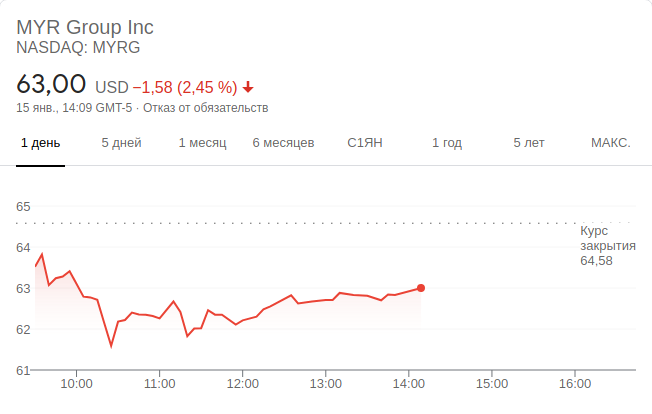 MYR Group Inc
NASDAQ: MYRG
63,00 USD −1,58 (2,45 %)
15 янв., 14:09 GMT-5 · Отказ от обязательств
1 день 5 дней 1 месяц 6 месяцев С1ЯН 1 год 5 лет МАКС.
65
Курс
закрытия
64,58
64
63
62
61
10:00 11:00 12:00 13:00 14:00 15:00 16:00